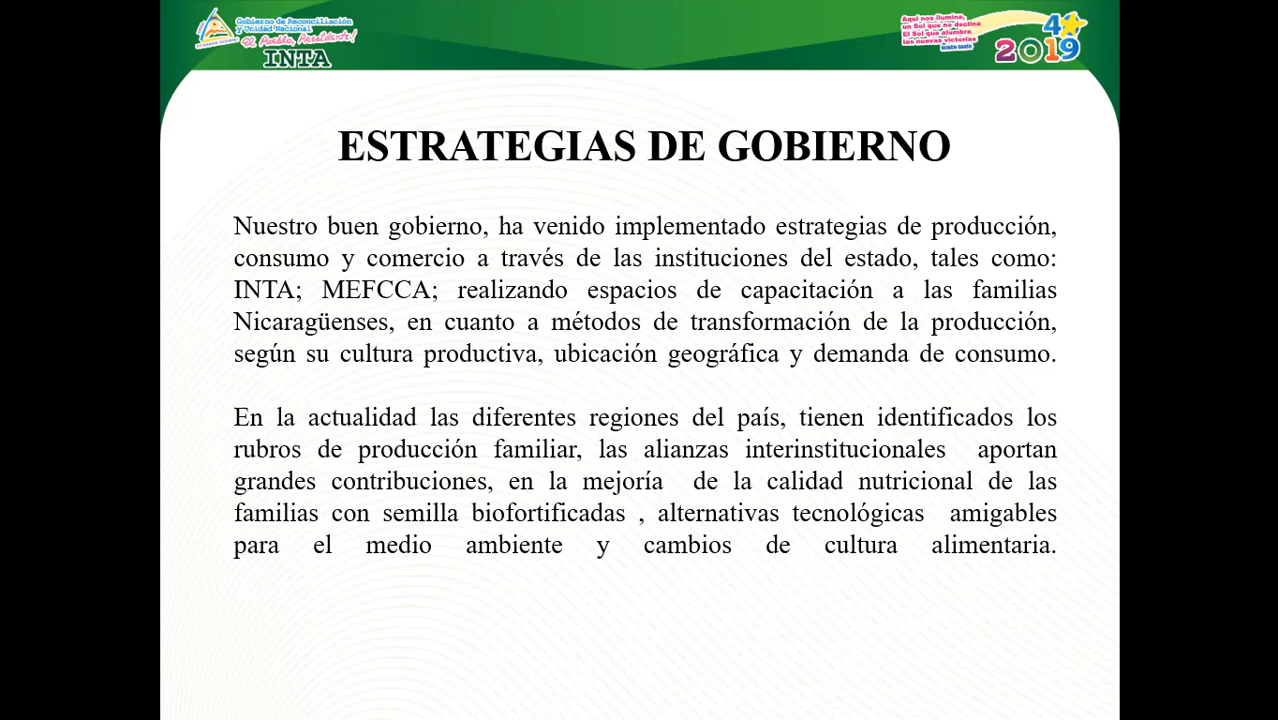 Gobierno de Reconciliación
y Unidad Nacional
El Pueblo, Presidente!
INTA
Aquí nos ilumina,
un Sol que no declina
El Sol que alumbra
las nuevas victorias
RUBÉN DARÍO
4
2019
ESTRATEGIAS DE GOBIERNO
Nuestro buen gobierno, ha venido implementado estrategias de producción,
consumo y comercio a través de las instituciones del estado, tales como:
INTA; MEFCCA; realizando espacios de capacitación a las familias
Nicaragüenses, en cuanto a métodos de transformación de la producción,
según su cultura productiva, ubicación geográfica y demanda de consumo.
En la actualidad las diferentes regiones del país, tienen identificados los
rubros de producción familiar, las alianzas interinstitucionales aportan
grandes contribuciones, en la mejoría de la calidad nutricional de las
familias con semilla biofortificadas , alternativas tecnológicas amigables
para el medio ambiente y cambios de cultura alimentaria.